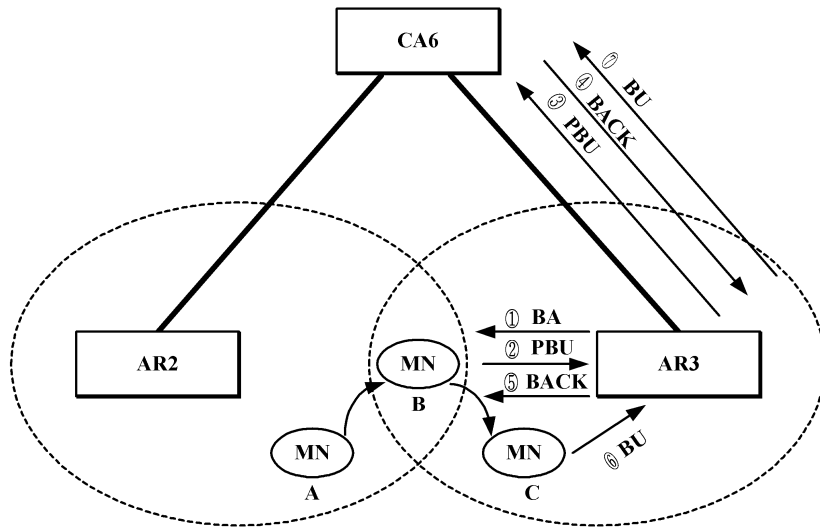 CA6
⑦ BU
④ BACK
③ PBU
① BA
② PBU
⑤ BACK
AR2
AR3
MN
B
MN
A
MN
C
⑥ BU